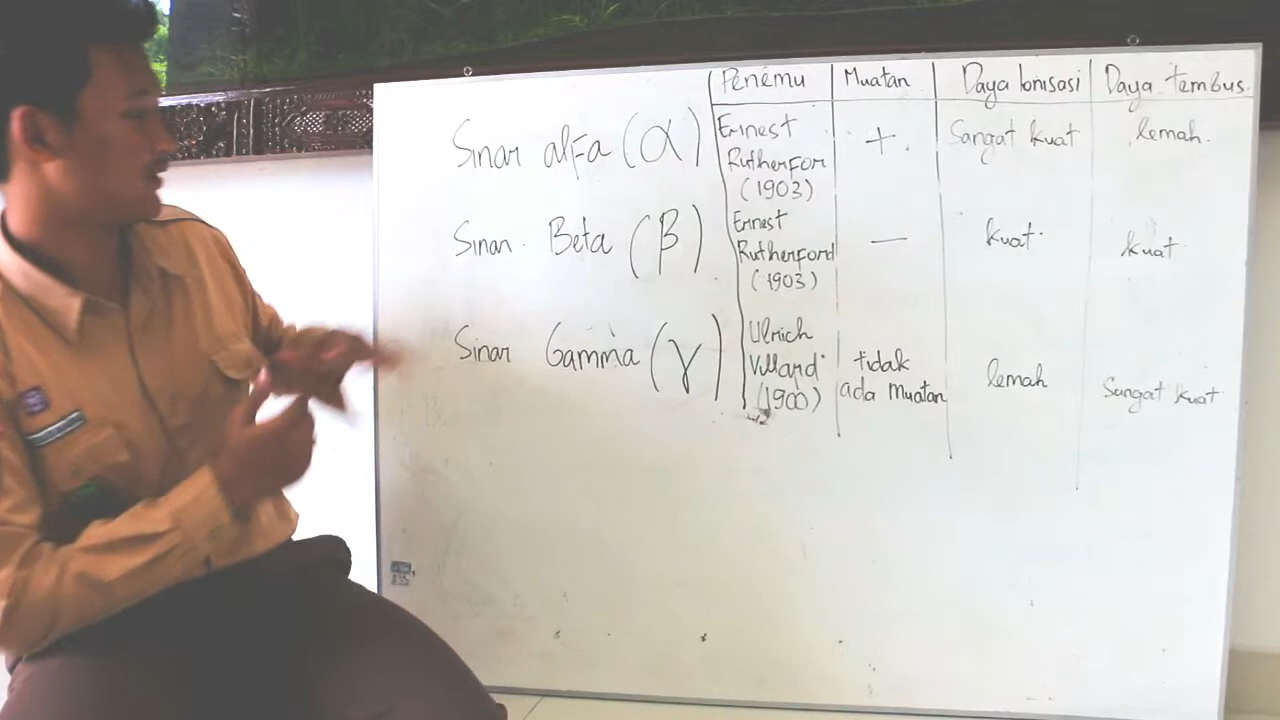 Penemu Muatan Daya Ionisasi Daya tembus
Sinar alFa (α) Ernest Rutherfor (1903) + Sangat kuat lemah
Sinar Beta (β) Ernest Rutherford (1903) — kuat kuat
Sinar Gamma (γ) Ulrich Villard (1900) tidak ada Muatan lemah Sangat kuat